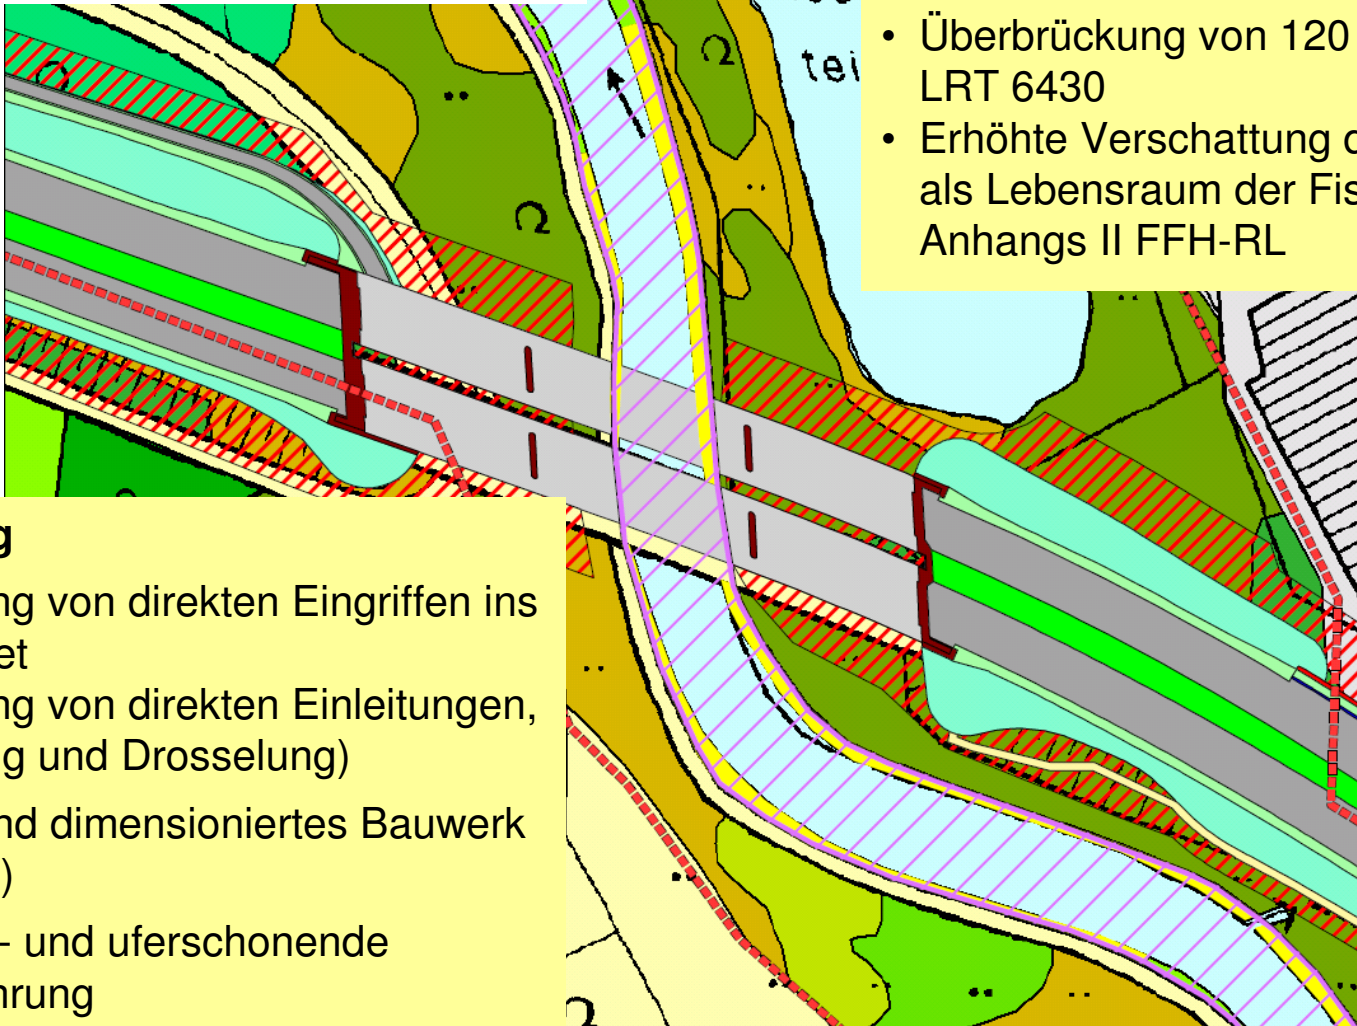 tei
• Überbrückung von 120
LRT 6430
• Erhöhte Verschattung
als Lebensraum der Fis
Anhangs II FFH-RL
g
ng von direkten Eingriffen ins
et
ng von direkten Einleitungen,
g und Drosselung)
nd dimensioniertes Bauwerk
)
- und uferschonende
hrung